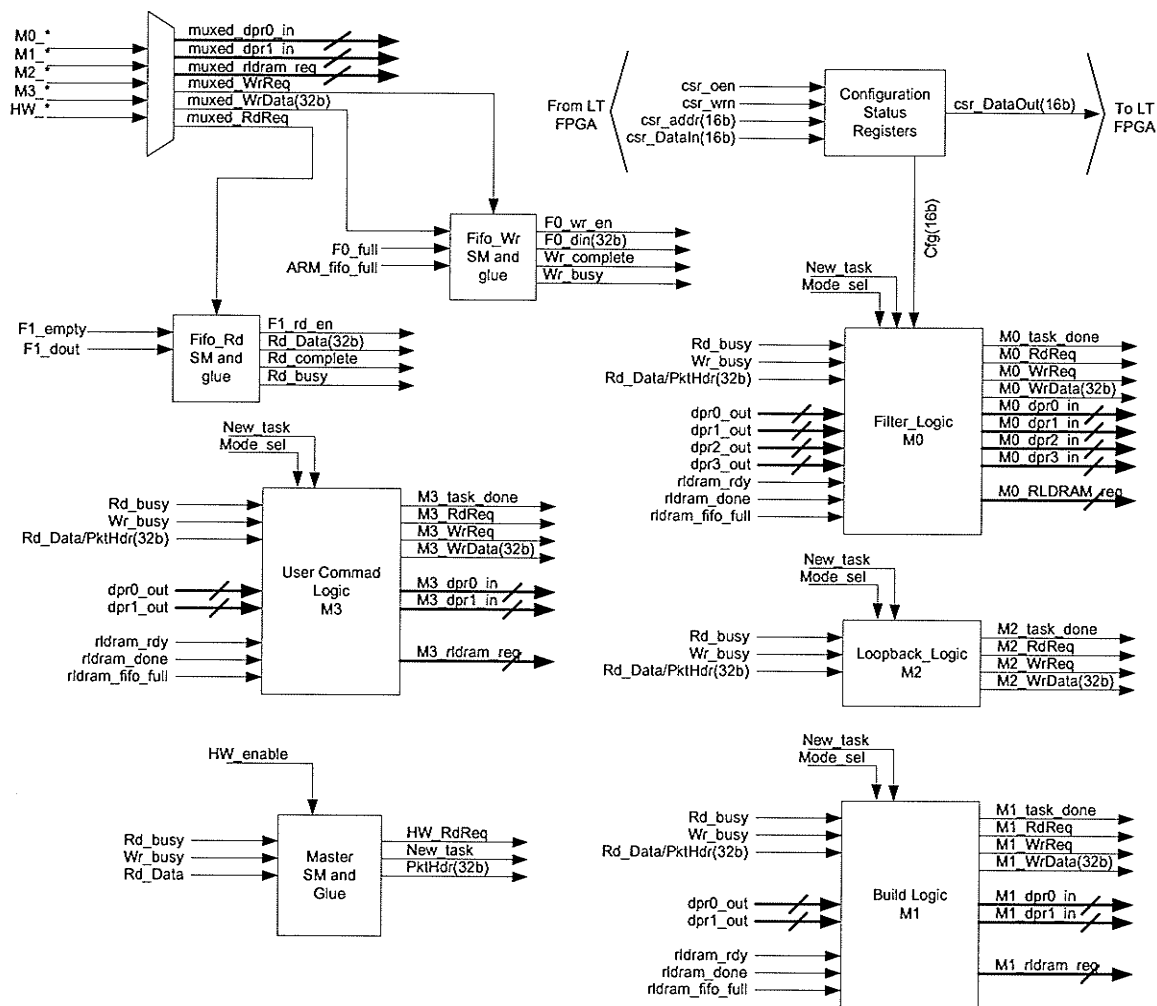 M0_*
M1_*
M2_*
M3_*
HW_*
muxed_dpr0_in
muxed_dpr1_in
muxed_rldram_req
muxed_WrReq
muxed_WrData(32b)
muxed_RdReq
From LT
FPGA
csr_oen
csr_wrn
csr_addr(16b)
csr_DataIn(16b)
Configuration
Status
Registers
csr_DataOut(16b)
To LT
FPGA
Cfg(16b)
F0_full
ARM_fifo_full
Fifo_Wr
SM and
glue
F0_wr_en
F0_din(32b)
Wr_complete
Wr_busy
F1_empty
F1_dout
Fifo_Rd
SM and
glue
F1_rd_en
Rd_Data(32b)
Rd_complete
Rd_busy
New_task
Mode_sel
Rd_busy
Wr_busy
Rd_Data/PktHdr(32b)
dpr0_out
dpr1_out
dpr2_out
dpr3_out
rldram_rdy
rldram_done
rldram_fifo_full
Filter_Logic
M0
M0_task_done
M0_RdReq
M0_WrReq
M0_WrData(32b)
M0_dpr0_in
M0_dpr1_in
M0_dpr2_in
M0_dpr3_in
M0_RLDRAM_req
New_task
Mode_sel
Rd_busy
Wr_busy
Rd_Data/PktHdr(32b)
dpr0_out
dpr1_out
rldram_rdy
rldram_done
rldram_fifo_full
User Commad
Logic
M3
M3_task_done
M3_RdReq
M3_WrReq
M3_WrData(32b)
M3_dpr0_in
M3_dpr1_in
M3_rldram_req
New_task
Mode_sel
Rd_busy
Wr_busy
Rd_Data/PktHdr(32b)
Loopback_Logic
M2
M2_task_done
M2_RdReq
M2_WrReq
M2_WrData(32b)
HW_enable
Rd_busy
Wr_busy
Rd_Data
Master
SM and
Glue
HW_RdReq
New_task
PktHdr(32b)
New_task
Mode_sel
Rd_busy
Wr_busy
Rd_Data/PktHdr(32b)
dpr0_out
dpr1_out
rldram_rdy
rldram_done
rldram_fifo_full
Build Logic
M1
M1_task_done
M1_RdReq
M1_WrReq
M1_WrData(32b)
M1_dpr0_in
M1_dpr1_in
M1_rldram_req